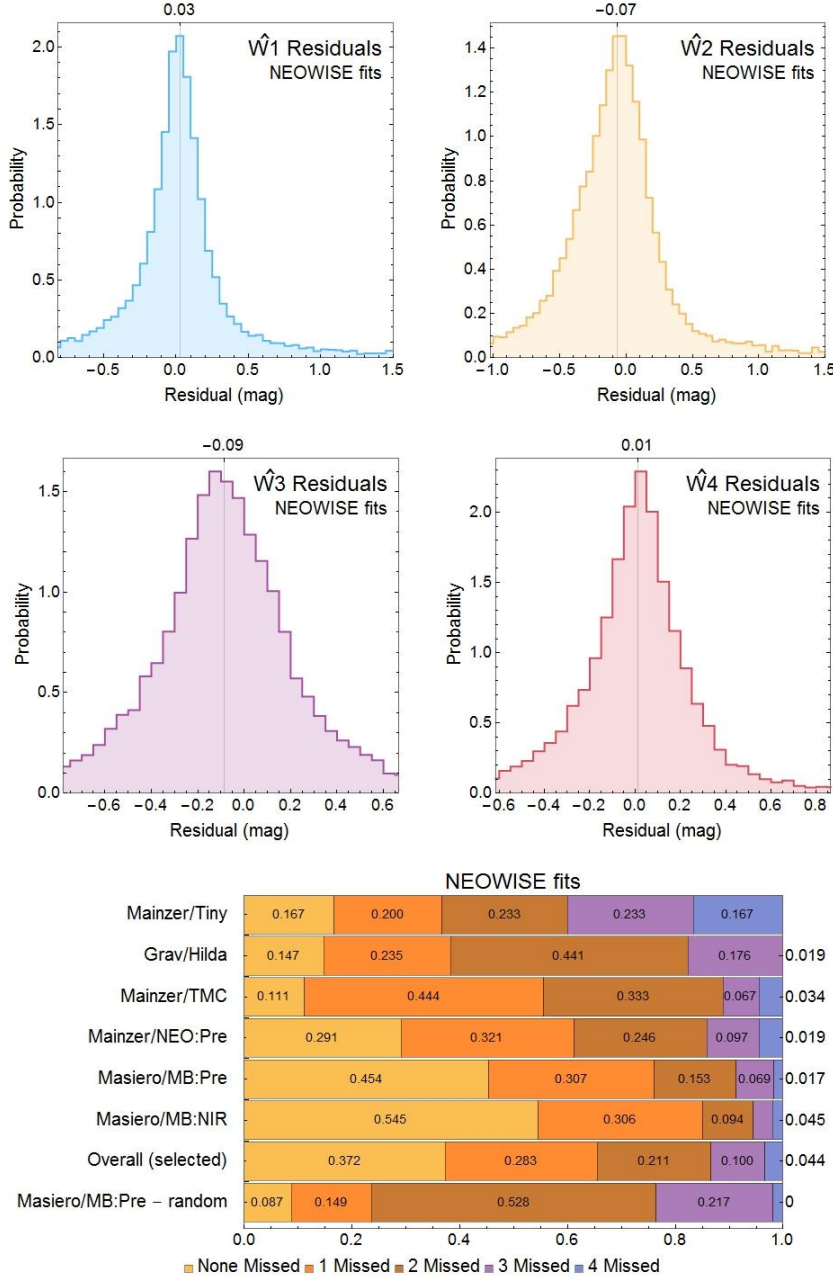 0.03
Ŵ1 Residuals
NEOWISE fits
Probability
2.0
1.5
1.0
0.5
0.0
−0.5 0.0 0.5 1.0 1.5
Residual (mag)
−0.07
Ŵ2 Residuals
NEOWISE fits
Probability
1.4
1.2
1.0
0.8
0.6
0.4
0.2
0.0
−1.0 −0.5 0.0 0.5 1.0 1.5
Residual (mag)
−0.09
Ŵ3 Residuals
NEOWISE fits
Probability
1.5
1.0
0.5
0.0
−0.6 −0.4 −0.2 0.0 0.2 0.4 0.6
Residual (mag)
0.01
Ŵ4 Residuals
NEOWISE fits
Probability
2.0
1.5
1.0
0.5
0.0
−0.6 −0.4 −0.2 0.0 0.2 0.4 0.6 0.8
Residual (mag)
NEOWISE fits
Mainzer/Tiny 0.167 0.200 0.233 0.233 0.167
Grav/Hilda 0.147 0.235 0.441 0.176 0.019
Mainzer/TMC 0.111 0.444 0.333 0.067 0.034
Mainzer/NEO:Pre 0.291 0.321 0.246 0.097 0.019
Masiero/MB:Pre 0.454 0.307 0.153 0.069 0.017
Masiero/MB:NIR 0.545 0.306 0.094 0.045
Overall (selected) 0.372 0.283 0.211 0.100 0.044
Masiero/MB:Pre − random 0.087 0.149 0.528 0.217 0
0.0 0.2 0.4 0.6 0.8 1.0
None Missed 1 Missed 2 Missed 3 Missed 4 Missed